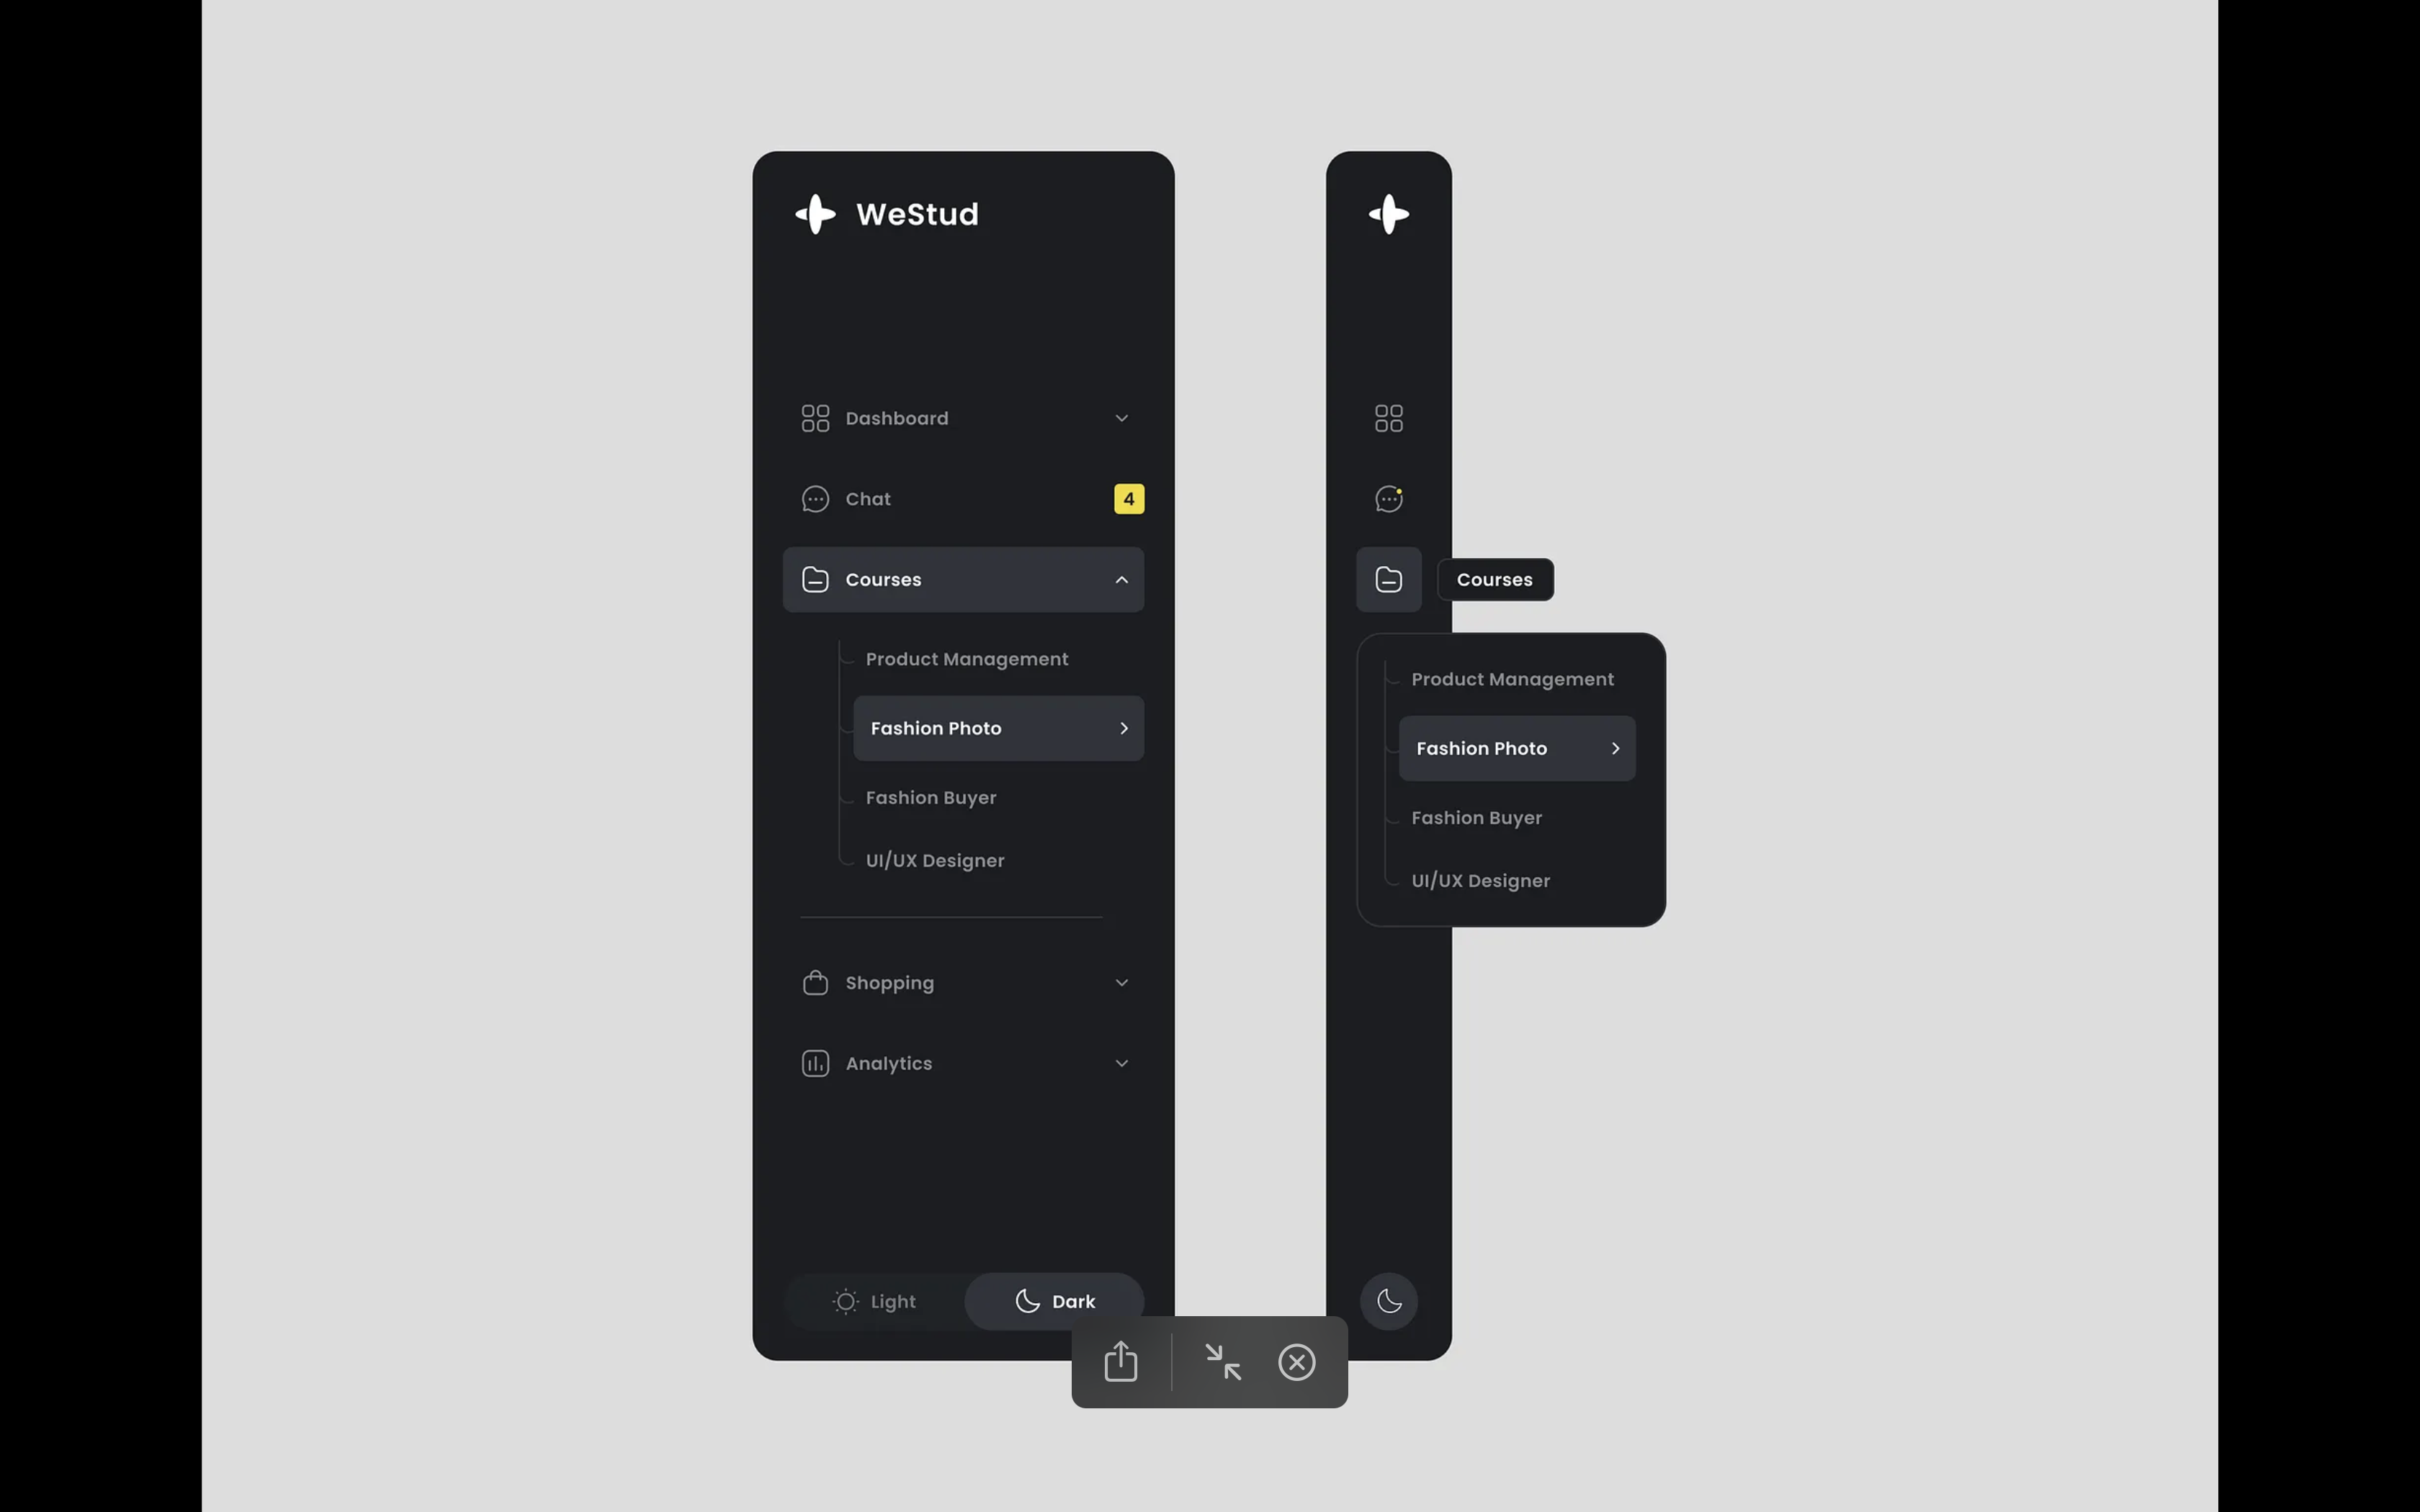 WeStud
Dashboard
Chat 4
Courses
Product Management
Fashion Photo
Fashion Buyer
UI/UX Designer
Shopping
Analytics
Light Dark
Courses
Product Management
Fashion Photo
Fashion Buyer
UI/UX Designer